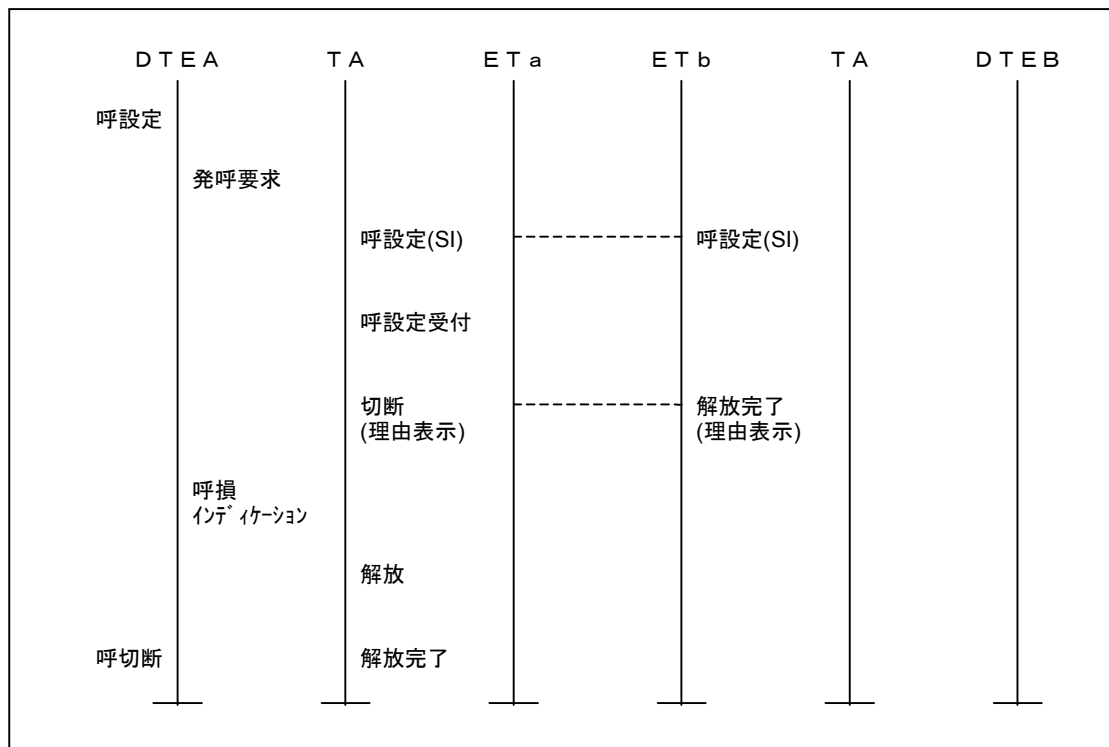 ＤＴＥＡ ＴＡ ＥＴａ ＥＴｂ ＴＡ ＤＴＥＢ
呼設定
発呼要求
呼設定(SI) 呼設定(SI)
呼設定受付
切断 解放完了
(理由表示) (理由表示)
呼損
ｲﾝﾃﾞｨｹｰｼｮﾝ
解放
呼切断 解放完了